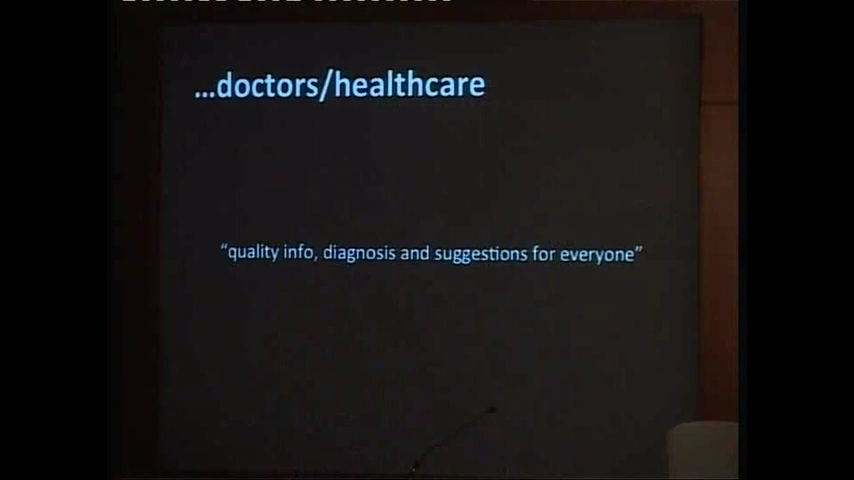 ...doctors/healthcare
“quality info, diagnosis and suggestions for everyone”